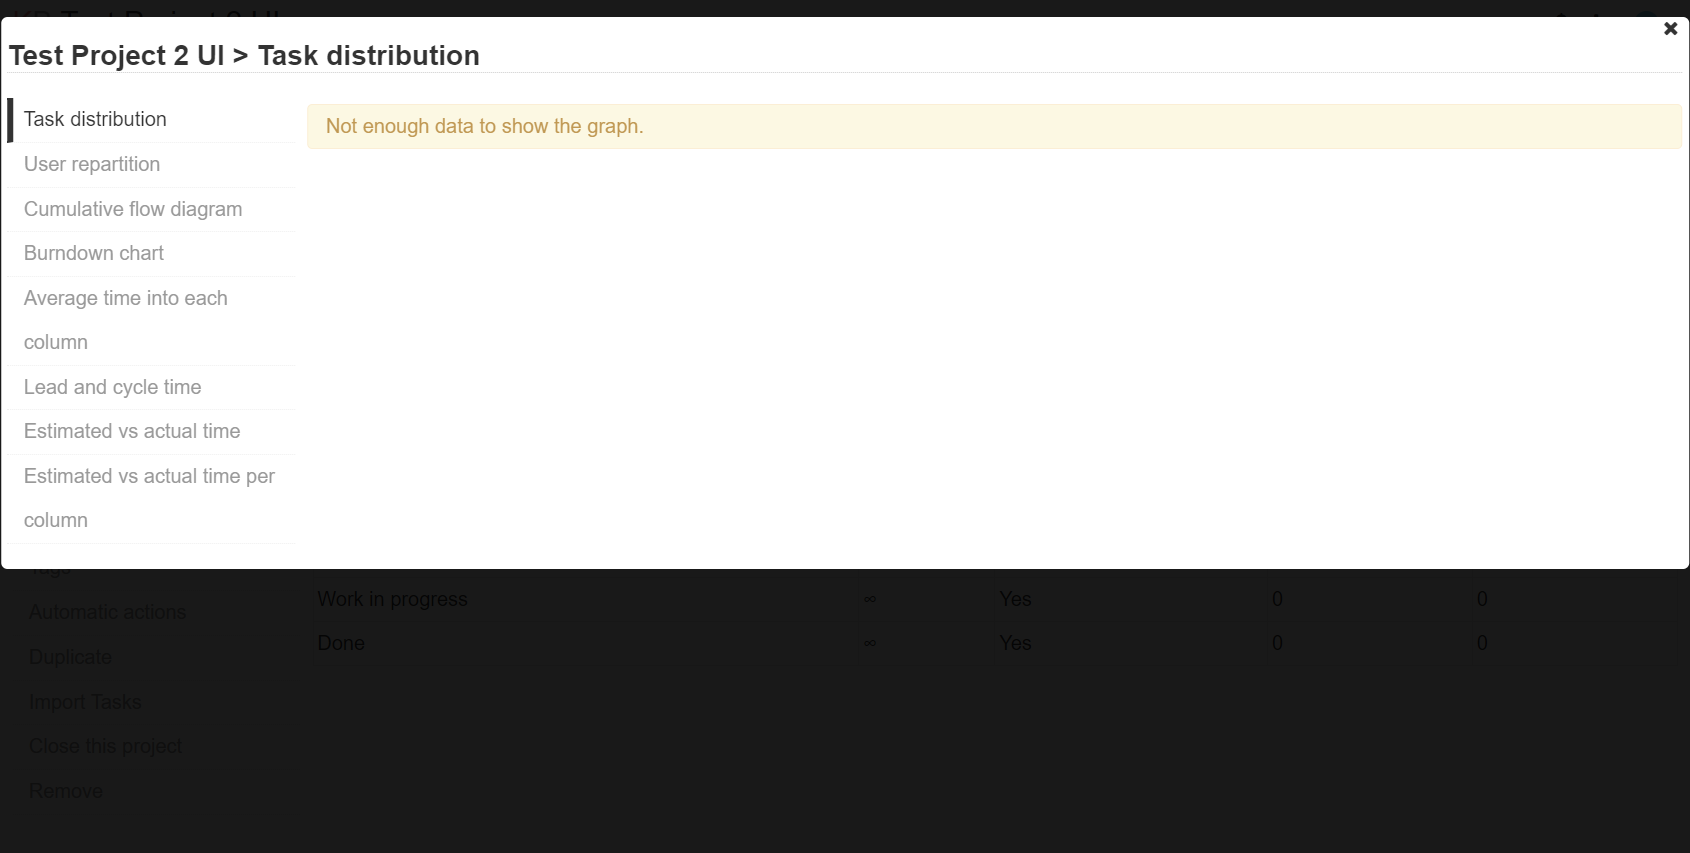 Test Project 2 UI > Task distribution
Task distribution
Not enough data to show the graph.
User repartition
Cumulative flow diagram
Burndown chart
Average time into each
column
Lead and cycle time
Estimated vs actual time
Estimated vs actual time per
column
Work in progress ∞ Yes 0 0
Automatic actions
Done ∞ Yes 0 0
Duplicate
Import Tasks
Close this project
Remove